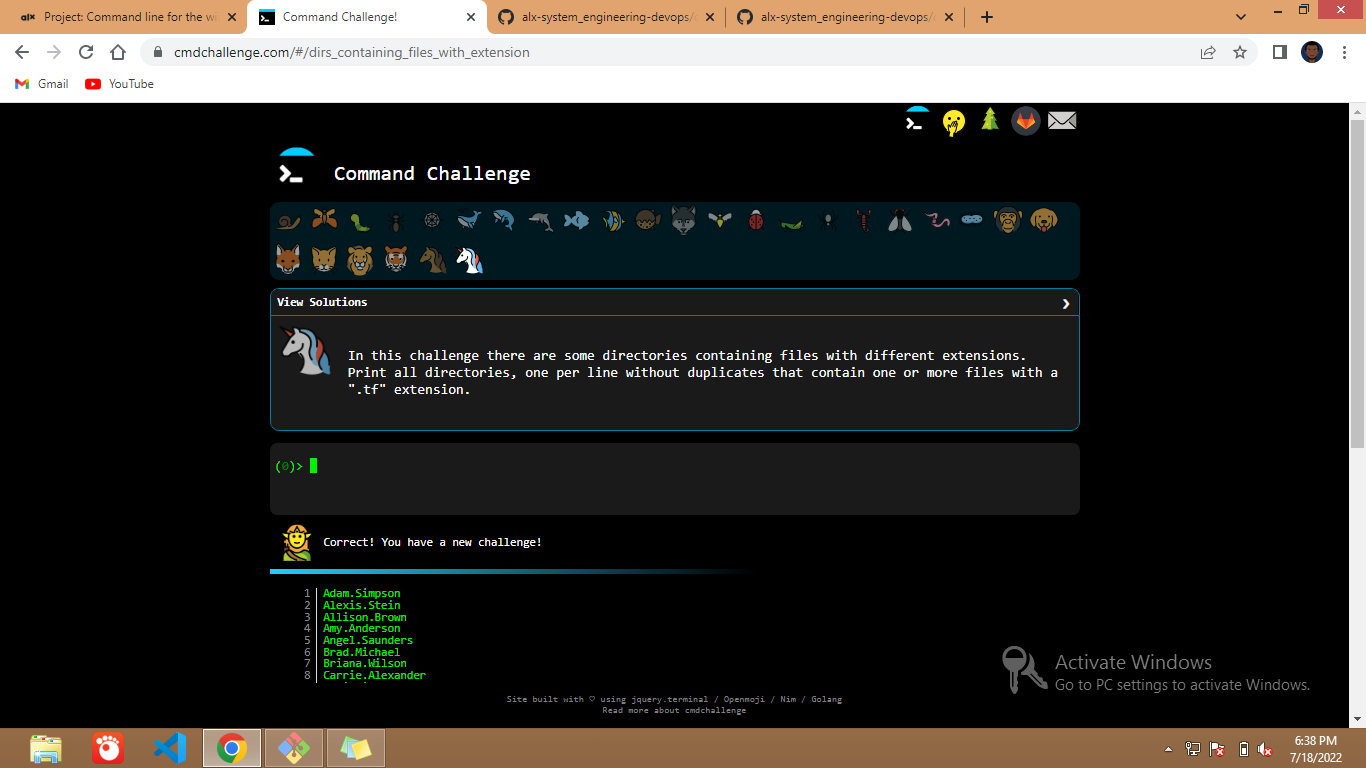 alx Project: Command line for the wi
Command Challenge!
alx-system_engineering-devops/
alx-system_engineering-devops/
cmdchallenge.com/#/dirs_containing_files_with_extension
Gmail YouTube
Command Challenge
View Solutions
In this challenge there are some directories containing files with different extensions.
Print all directories, one per line without duplicates that contain one or more files with a
".tf" extension.
(0)>
Correct! You have a new challenge!
1 Adam.Simpson
2 Alexis.Stein
3 Allison.Brown
4 Amy.Anderson
5 Angel.Saunders
6 Brad.Michael
7 Briana.Wilson
8 Carrie.Alexander
Activate Windows
Go to PC settings to activate Windows.
Site built with ♡ using jquery.terminal / Openmoji / Nim / Golang
Read more about cmdchallenge
6:38 PM
7/18/2022